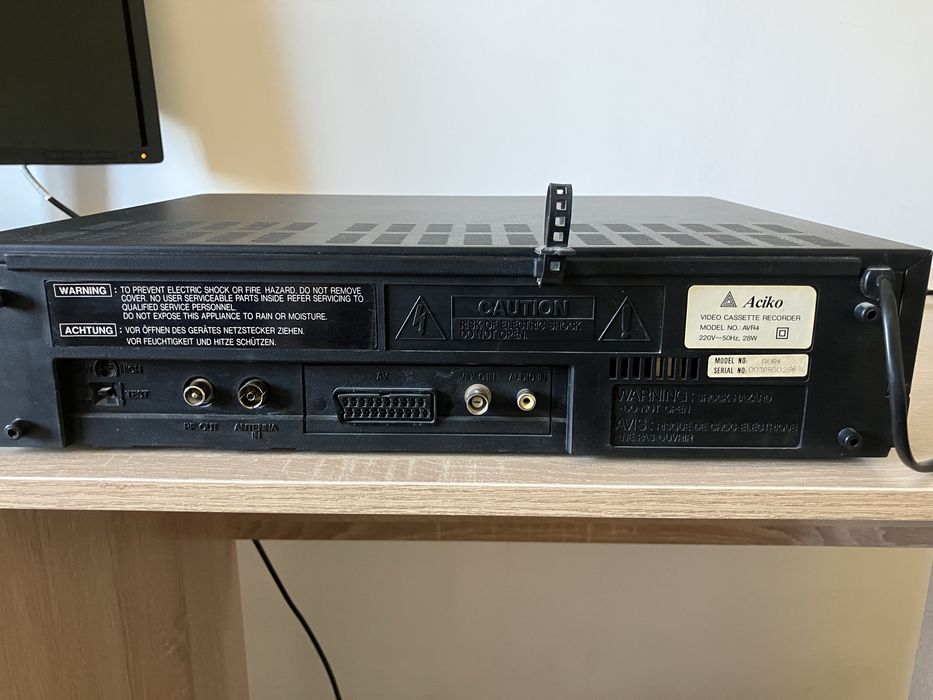 WARNING : TO PREVENT ELECTRIC SHOCK OR FIRE HAZARD, DO NOT REMOVE
COVER. NO USER SERVICEABLE PARTS INSIDE REFER SERVICING TO
QUALIFIED SERVICE PERSONNEL.
DO NOT EXPOSE THIS APPLIANCE TO RAIN OR MOISTURE.
ACHTUNG : VOR ÖFFNEN DES GERÄTES NETZSTECKER ZIEHEN.
VOR FEUCHTIGKEIT UND HITZE SCHÜTZEN.
CAUTION
RISK OF ELECTRIC SHOCK
DO NOT OPEN.
Aciko
VIDEO CASSETTE RECORDER
MODEL NO.: AVR4
220V~50Hz, 28W
MODEL NO: AVR4
SERIAL NO:
HIGH
TEST
RF OUT
ANTENNA
IN
AV
VIDEO IN
AUDIO IN
WARNING: SHOCK HAZARD
-DO NOT OPEN
AVIS: RISQUE DE CHOC ELECTRIQUE
-NE PAS OUVRIR